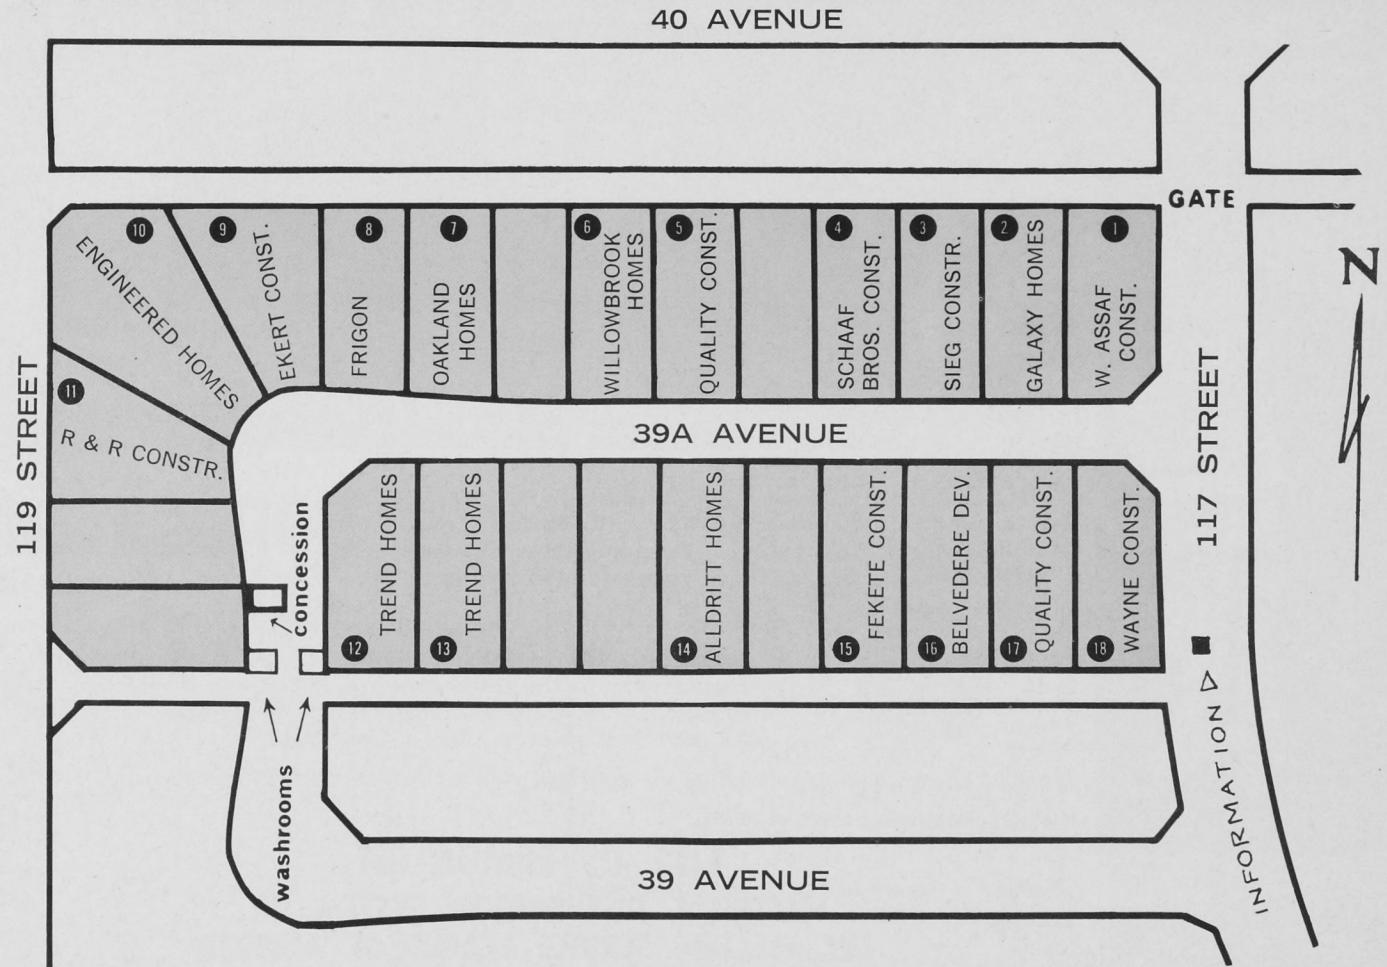 40 AVENUE
GATE
10
ENGINEERED HOMES
9
EKERT CONST.
8
FRIGON
7
OAKLAND
HOMES
6
WILLOWBROOK
HOMES
5
QUALITY CONST.
4
SCHAAF
BROS. CONST.
3
SIEG CONSTR.
2
GALAXY HOMES
1
W. ASSAF
CONST.
N
11
R & R CONSTR.
119 STREET
39A AVENUE
117 STREET
concession
12
TREND HOMES
13
TREND HOMES
14
ALLDRITT HOMES
15
FEKETE CONST.
16
BELVEDERE DEV.
17
QUALITY CONST.
18
WAYNE CONST.
INFORMATION
washrooms
39 AVENUE